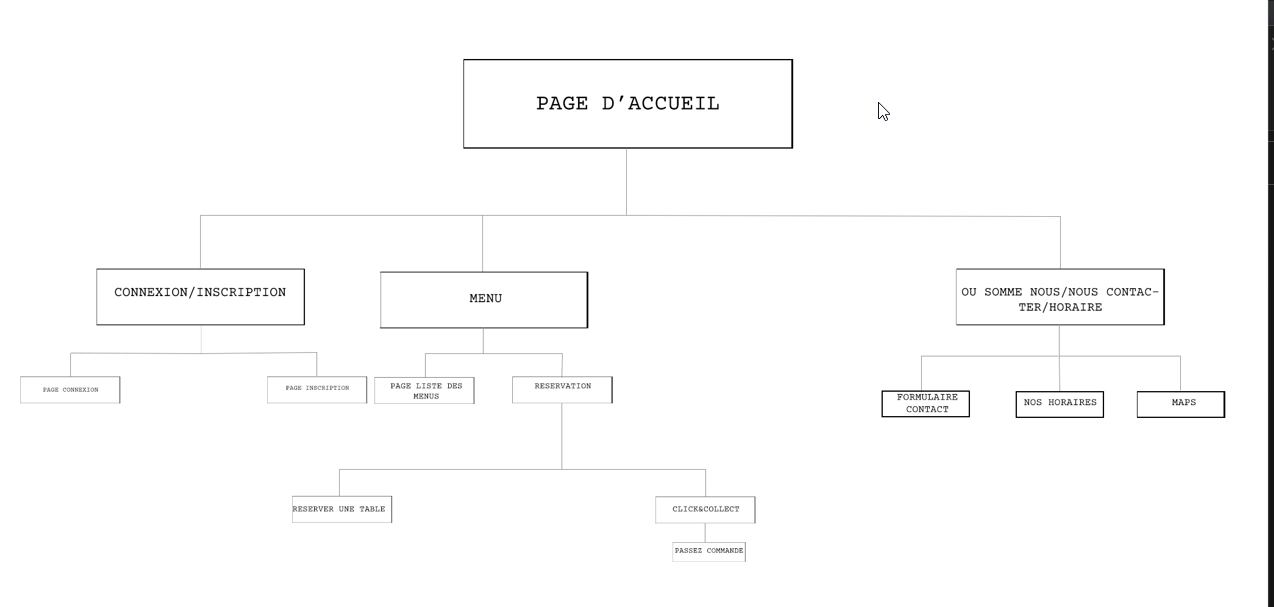 PAGE D’ACCUEIL
CONNEXION/INSCRIPTION
MENU
OU SOMME NOUS/NOUS CONTAC-
TER/HORAIRE
PAGE CONNEXION
PAGE INSCRIPTION
PAGE LISTE DES
MENUS
RESERVATION
FORMULAIRE
CONTACT
NOS HORAIRES
MAPS
RESERVER UNE TABLE
CLICK&COLLECT
PASSEZ COMMANDE